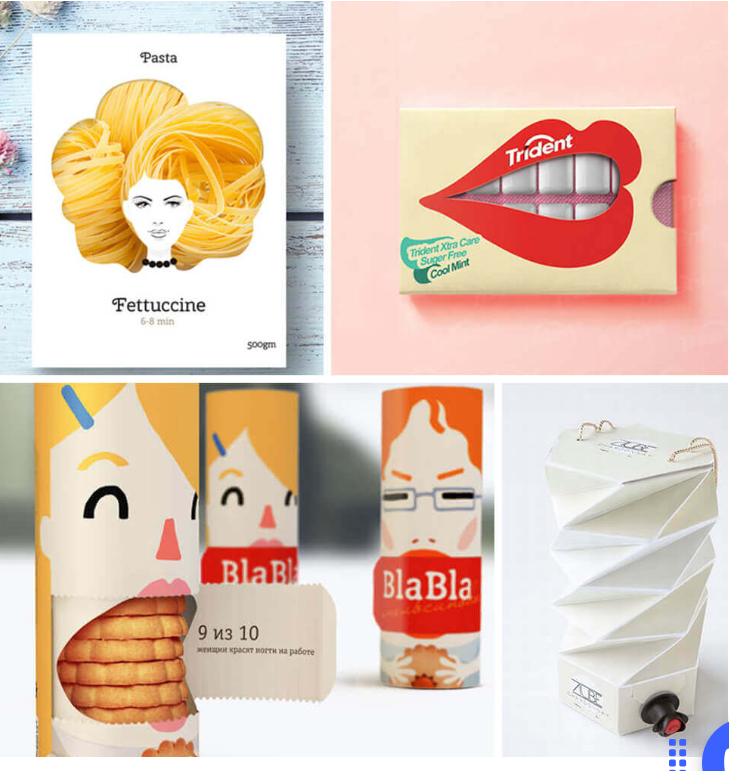 Pasta
Fettuccine
6-8 min
500gm
Trident
Trident Xtra Care
Suger Free
Cool Mint
BlaBla
9 из 10
женщин красят ногти на работе
BlaBla